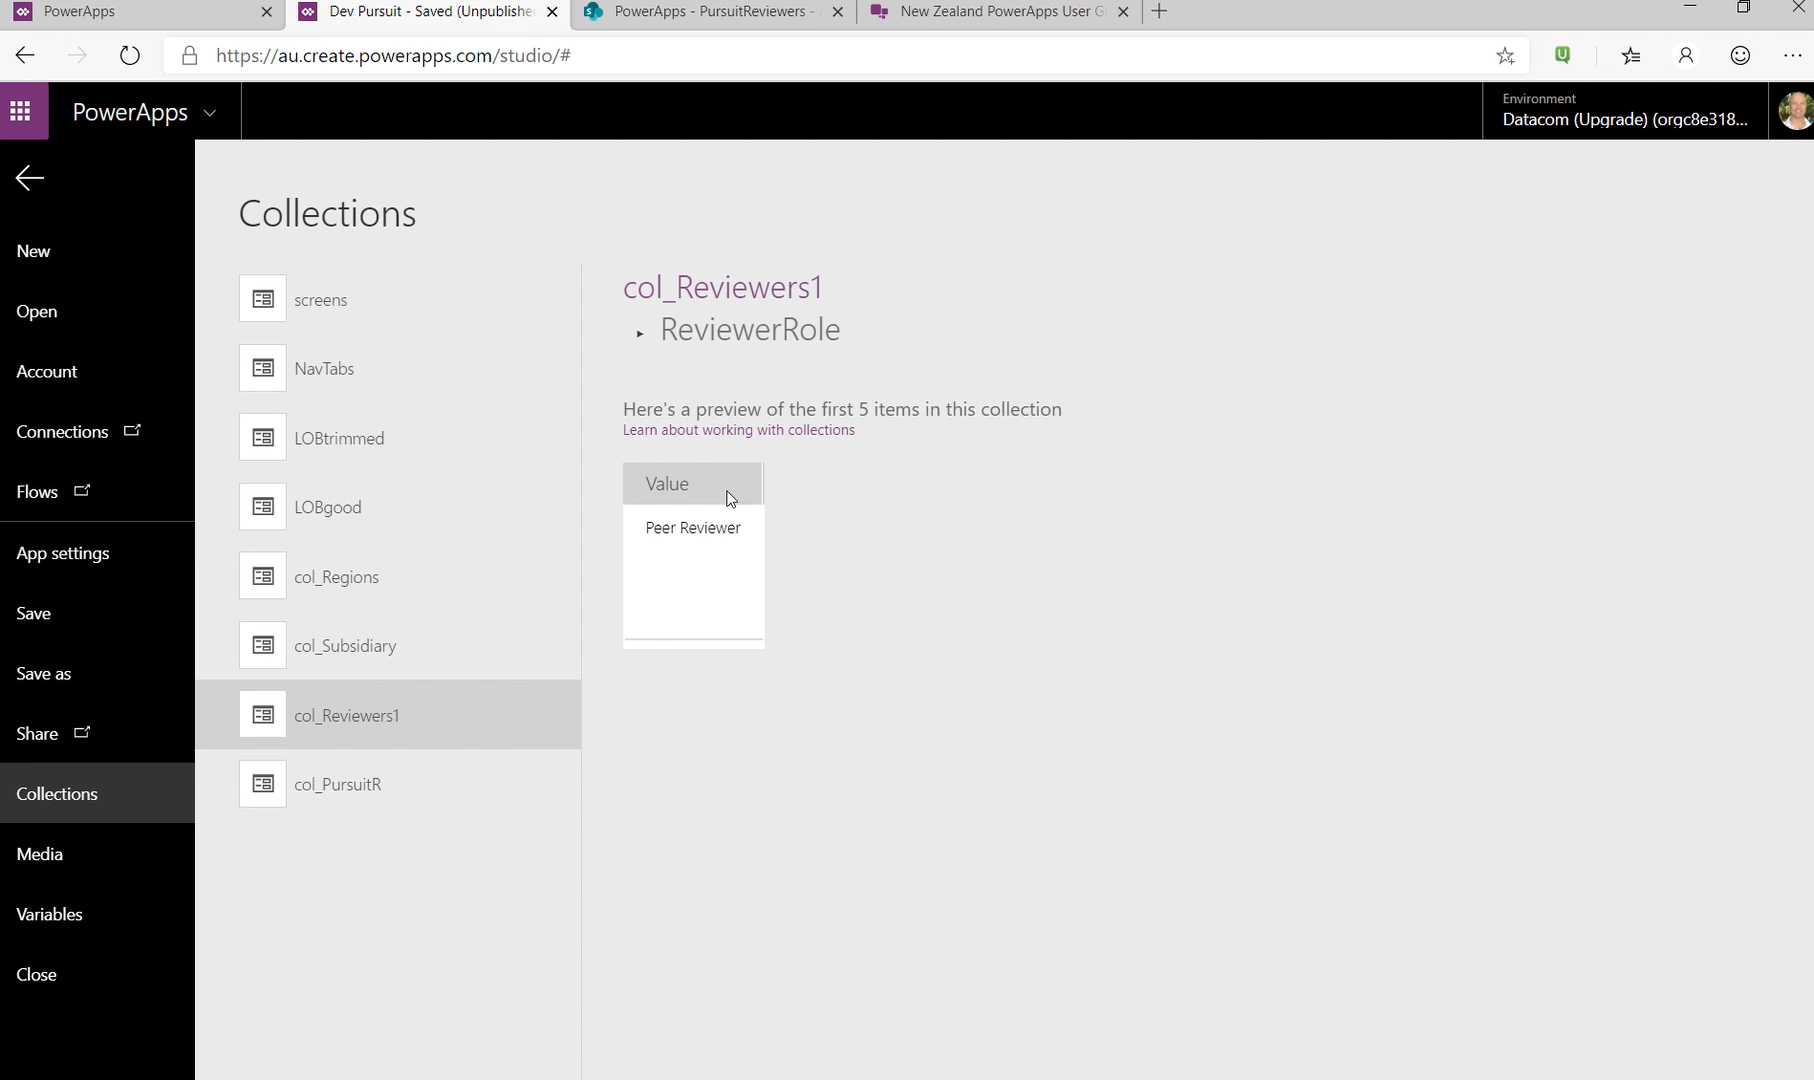 PowerApps
Dev Pursuit - Saved (Unpublishe
PowerApps - PursuitReviewers -
New Zealand PowerApps User G
https://au.create.powerapps.com/studio/#
PowerApps
Environment
Datacom (Upgrade) (orgc8e318...
New
Open
Account
Connections
Flows
App settings
Save
Save as
Share
Collections
Media
Variables
Close
Collections
screens
NavTabs
LOBtrimmed
LOBgood
col_Regions
col_Subsidiary
col_Reviewers1
col_PursuitR
col_Reviewers1
ReviewerRole
Here's a preview of the first 5 items in this collection
Learn about working with collections
Value
Peer Reviewer